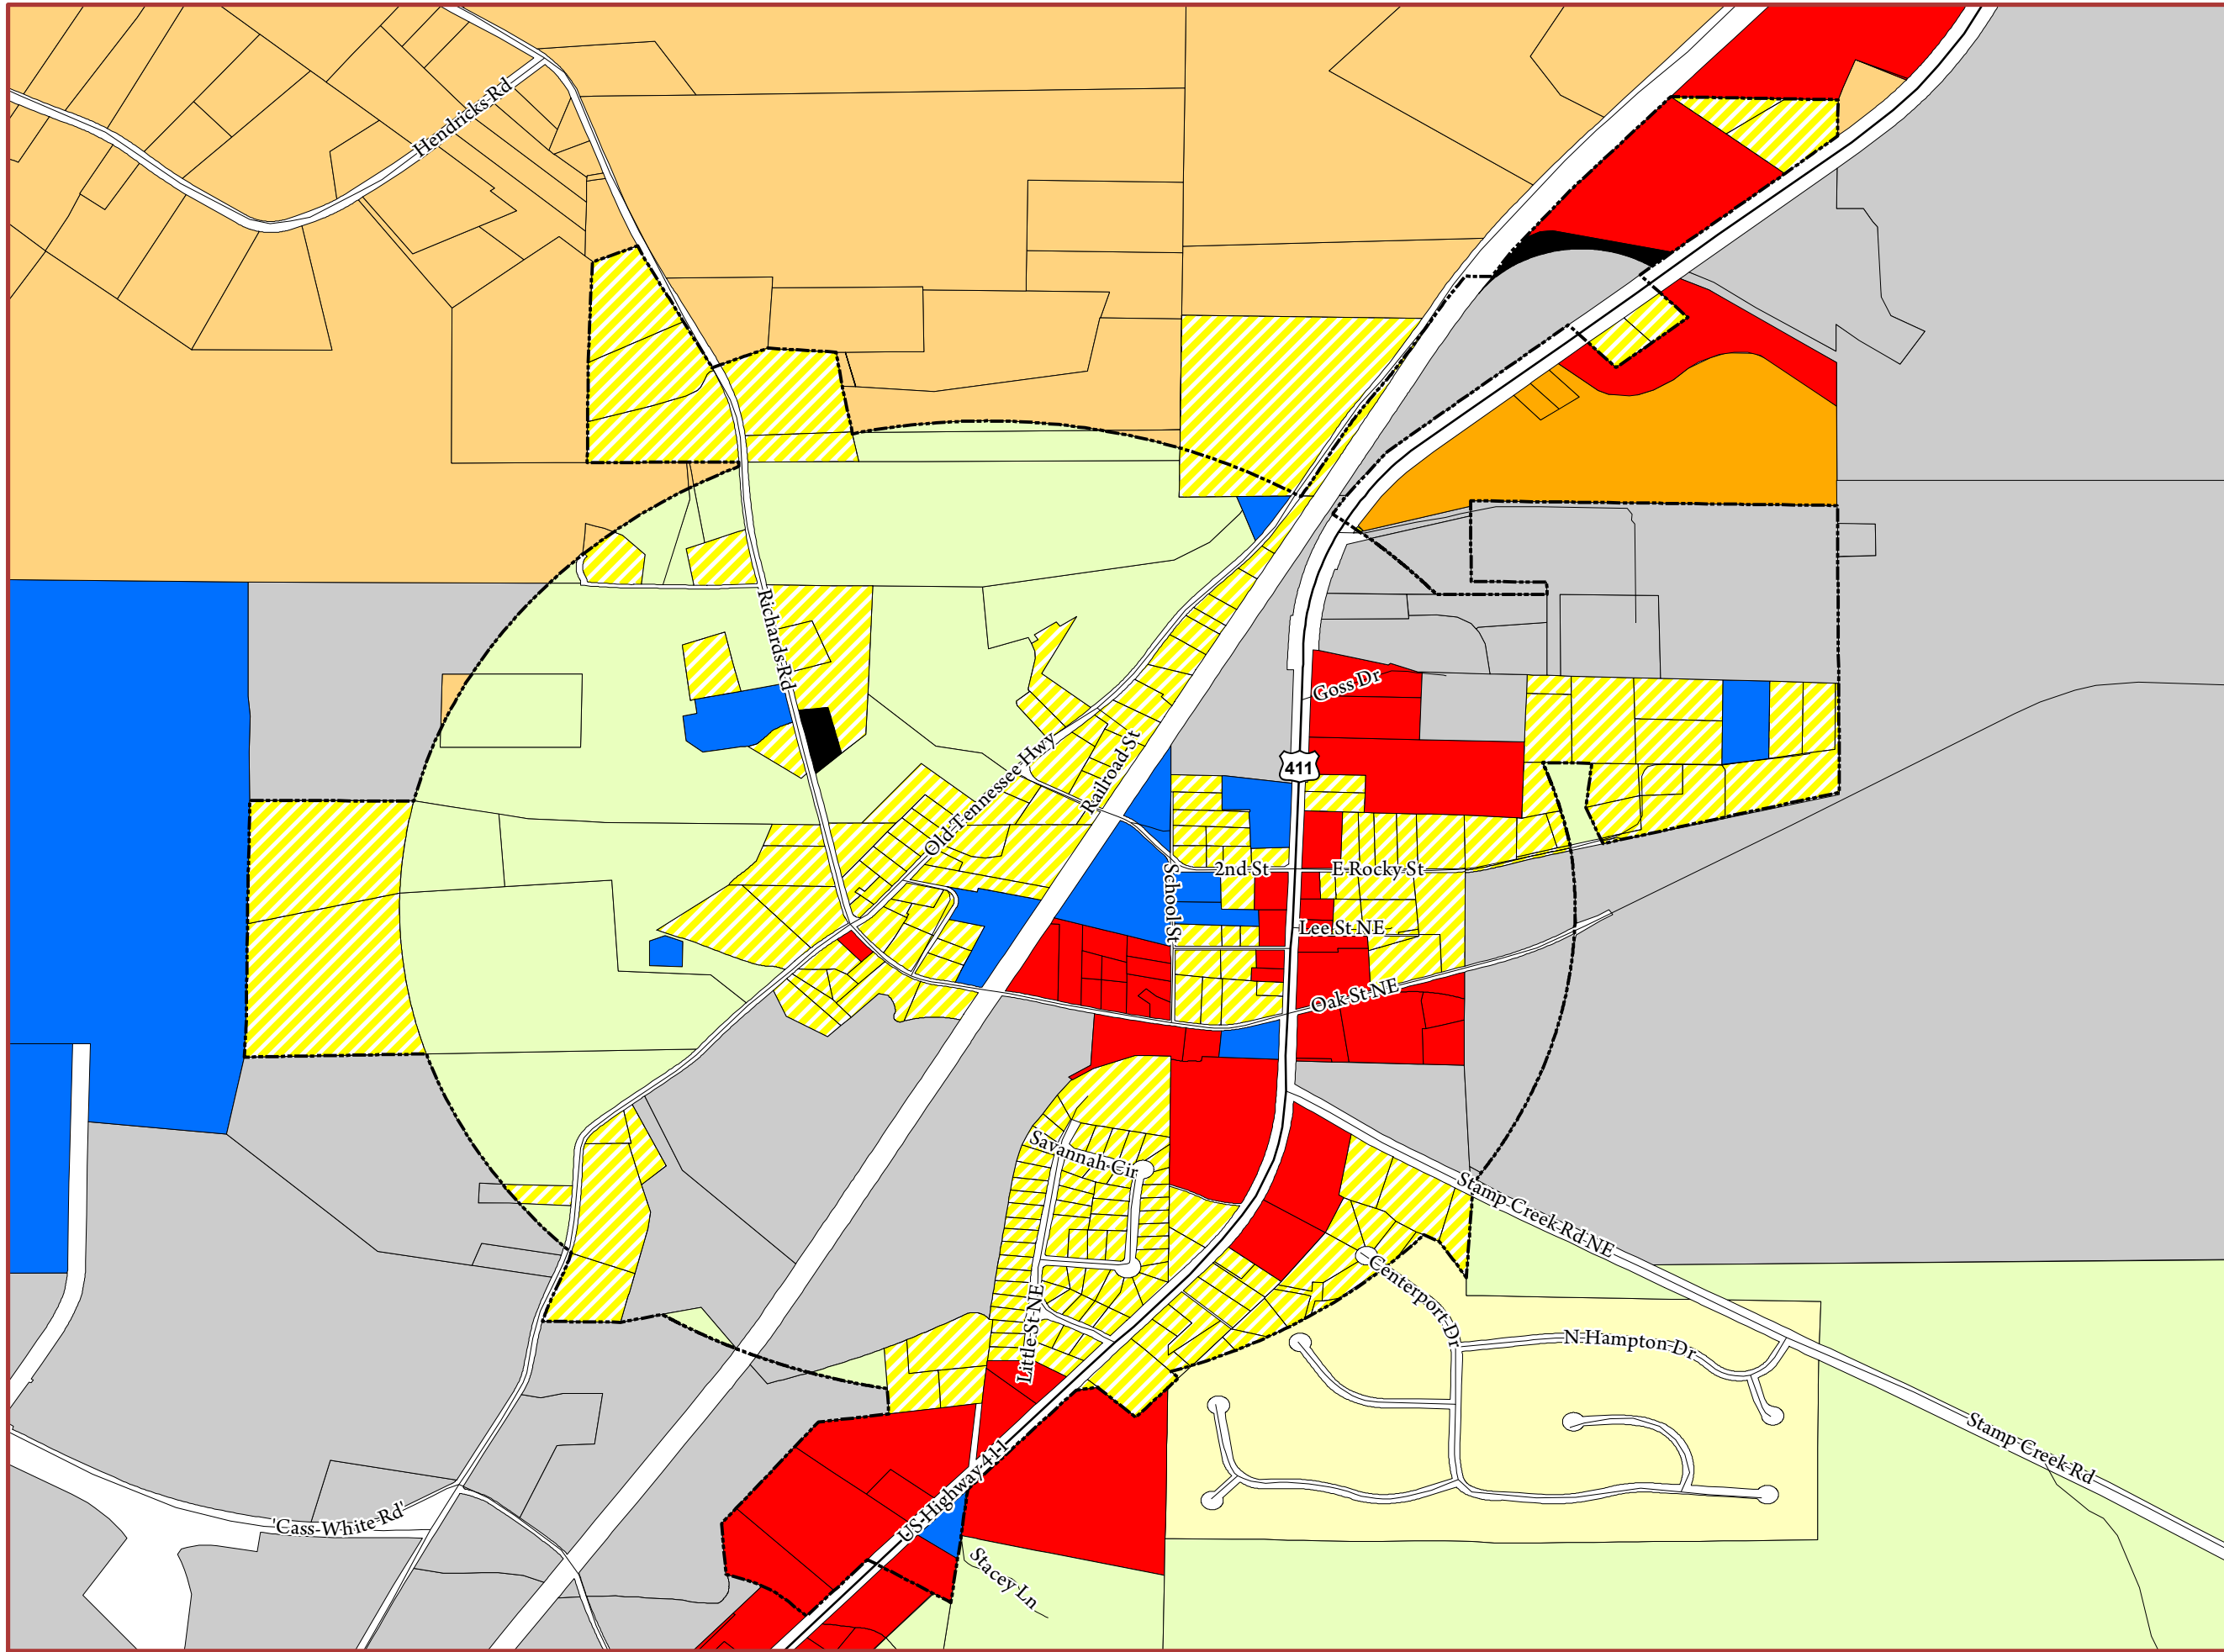 Hendricks Rd
Richards Rd
Goss Dr
Old Tennessee Hwy
Railroad St
411
2nd St
E Rocky St
School St
Lee St NE
Oak St NE
Savannah Cir
Stamp Creek Rd NE
Centerport Dr
Little St NE
N Hampton Dr
Stamp Creek Rd
US Highway 411
'Cass-White Rd'
Stacey Ln